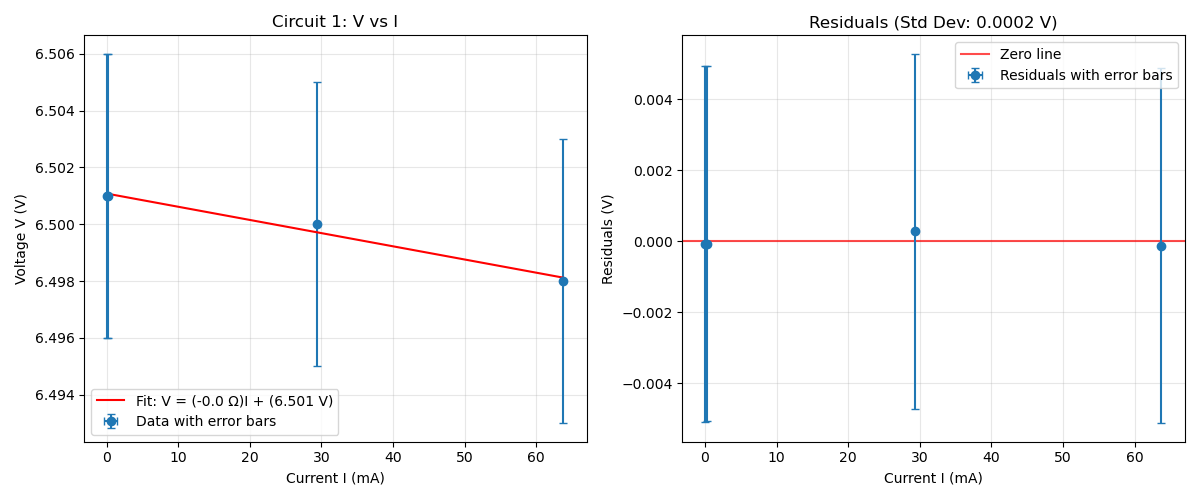 Circuit 1: V vs I
Voltage V (V)
6.506
6.504
6.502
6.500
6.498
6.496
6.494
Fit: V = (-0.0 Ω)I + (6.501 V)
Data with error bars
0 10 20 30 40 50 60
Current I (mA)
Residuals (Std Dev: 0.0002 V)
Residuals (V)
0.004
0.002
0.000
−0.002
−0.004
Zero line
Residuals with error bars
0 10 20 30 40 50 60
Current I (mA)